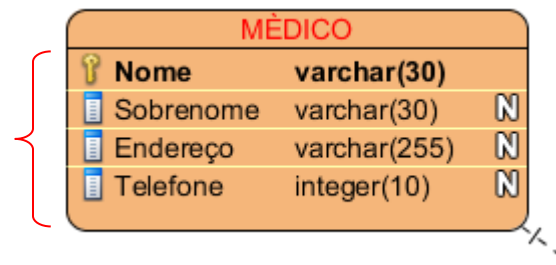 MÈDICO
Nome varchar(30)
Sobrenome varchar(30) N
Endereço varchar(255) N
Telefone integer(10) N